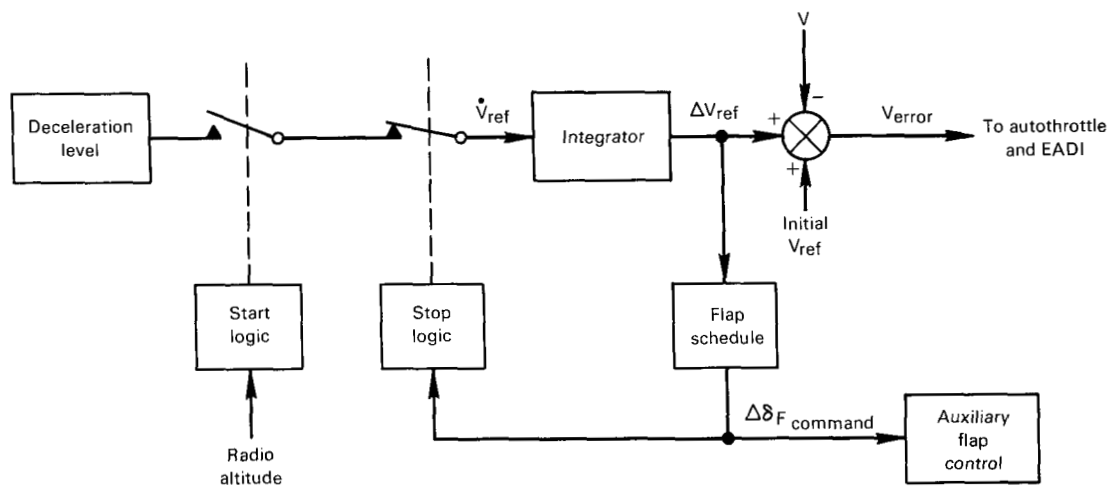 V
−
Deceleration
level
V̇ref
Integrator
ΔVref
+
+
Verror
To autothrottle
and EADI
Initial
Vref
Start
logic
Stop
logic
Flap
schedule
Radio
altitude
ΔδF command
Auxiliary
flap
control